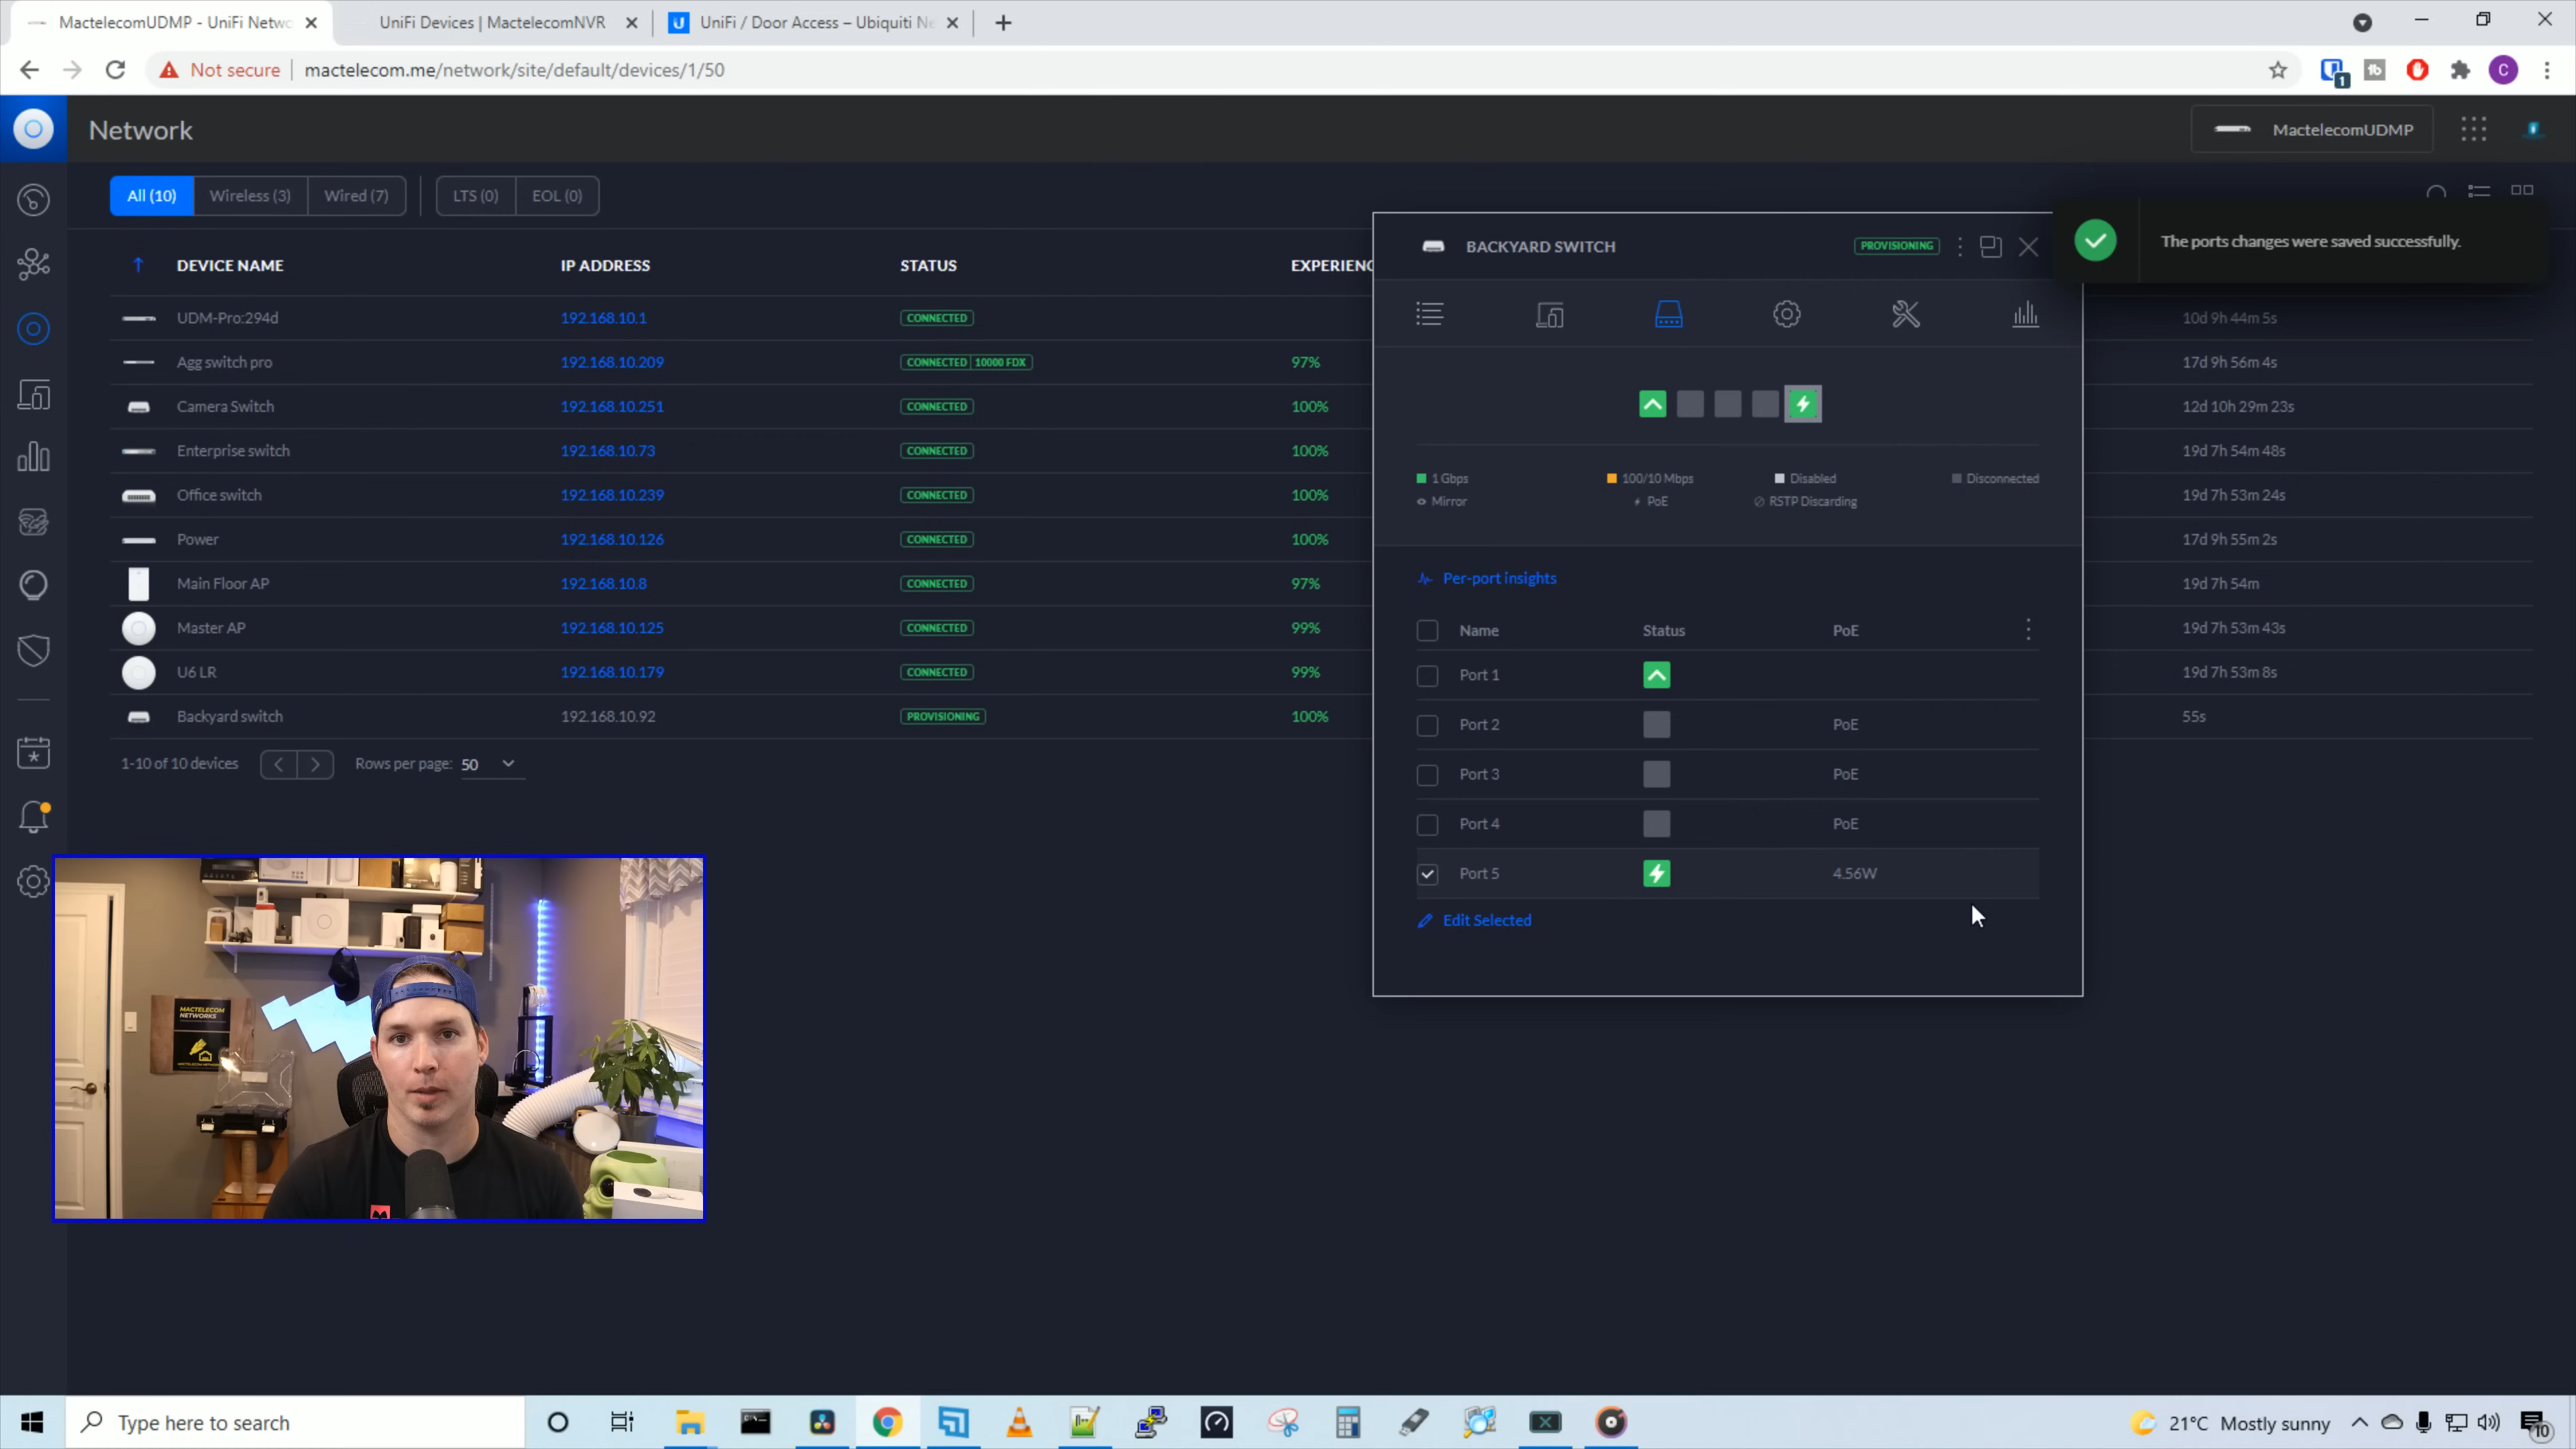 MactelecomUDMP - UniFi Netwo
UniFi Devices | MactelecomNVR
UniFi / Door Access – Ubiquiti Ne
Not secure
mactelecom.me/network/site/default/devices/1/50
Network
MactelecomUDMP
All (10)
Wireless (3)
Wired (7)
LTS (0)
EOL (0)
The ports changes were saved successfully.
BACKYARD SWITCH
PROVISIONING
DEVICE NAME
IP ADDRESS
STATUS
EXPERIENC
UDM-Pro:294d 192.168.10.1 CONNECTED 10d 9h 44m 5s
Agg switch pro 192.168.10.209 CONNECTED 10000 FDX 97% 17d 9h 56m 4s
Camera Switch 192.168.10.251 CONNECTED 100% 12d 10h 29m 23s
Enterprise switch 192.168.10.73 CONNECTED 100% 19d 7h 54m 48s
Office switch 192.168.10.239 CONNECTED 100% 19d 7h 53m 24s
Power 192.168.10.126 CONNECTED 100% 17d 9h 55m 2s
Main Floor AP 192.168.10.8 CONNECTED 97% 19d 7h 54m
Master AP 192.168.10.125 CONNECTED 99% 19d 7h 53m 43s
U6 LR 192.168.10.179 CONNECTED 99% 19d 7h 53m 8s
Backyard switch 192.168.10.92 PROVISIONING 100% 55s
1-10 of 10 devices
Rows per page: 50
1 Gbps
100/10 Mbps
Disabled
Disconnected
Mirror
PoE
RSTP Discarding
Per-port insights
Name Status PoE
Port 1
Port 2 PoE
Port 3 PoE
Port 4 PoE
Port 5 4.56W
Edit Selected
MACTELECOM
NETWORKS
MACTELECOM NETWORKS
Type here to search
21°C Mostly sunny
10